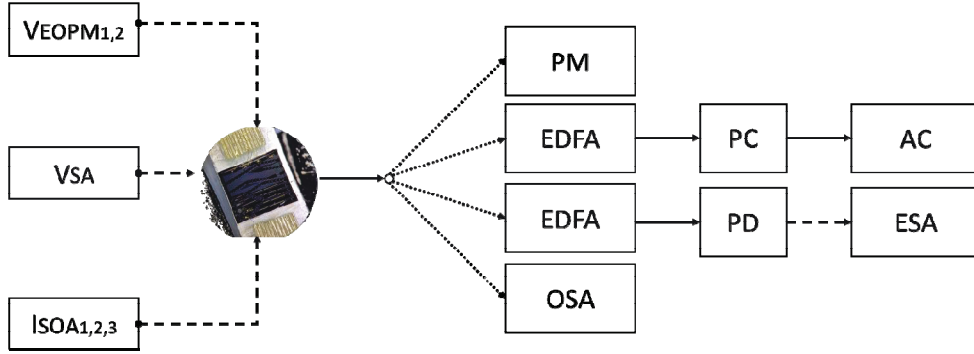 VEOPM1,2
PM
EDFA
PC
AC
VSA
EDFA
PD
ESA
OSA
ISOA1,2,3